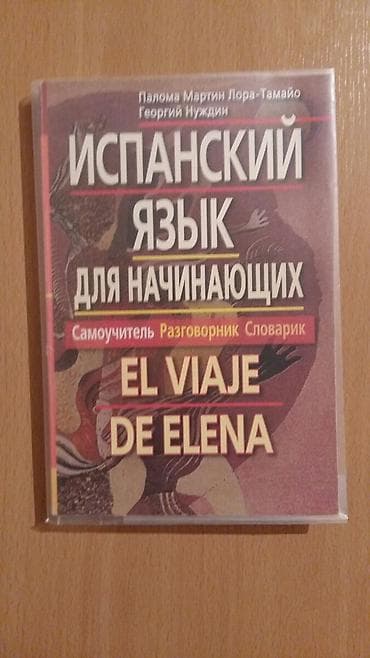 Палома Мартин Лора-Тамайо
Георгий Нуждин
ИСПАНСКИЙ
ЯЗЫК
ДЛЯ НАЧИНАЮЩИХ
Самоучитель Разговорник Словарик
EL VIAJE
DE ELENA